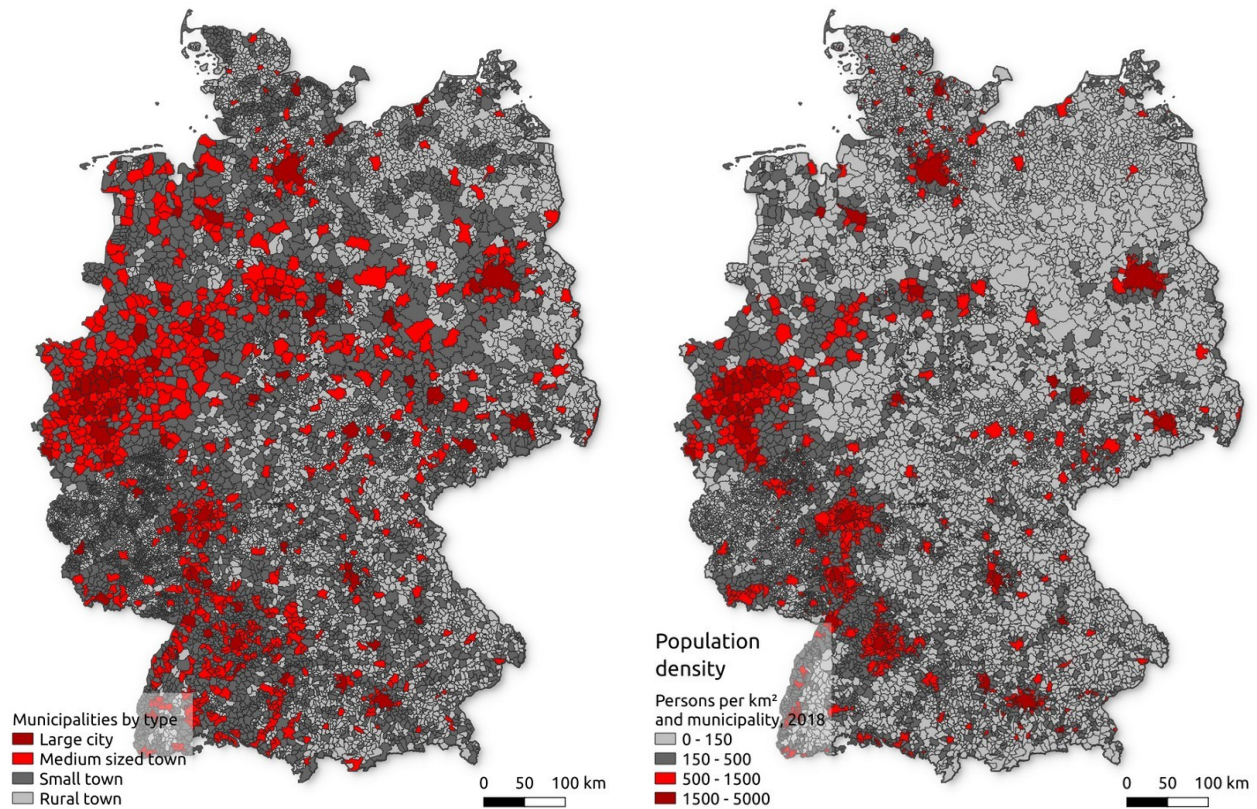 Municipalities by type
Large city
Medium sized town
Small town
Rural town
0 50 100 km
Population
density
Persons per km²
and municipality, 2018
0 - 150
150 - 500
500 - 1500
1500 - 5000
0 50 100 km